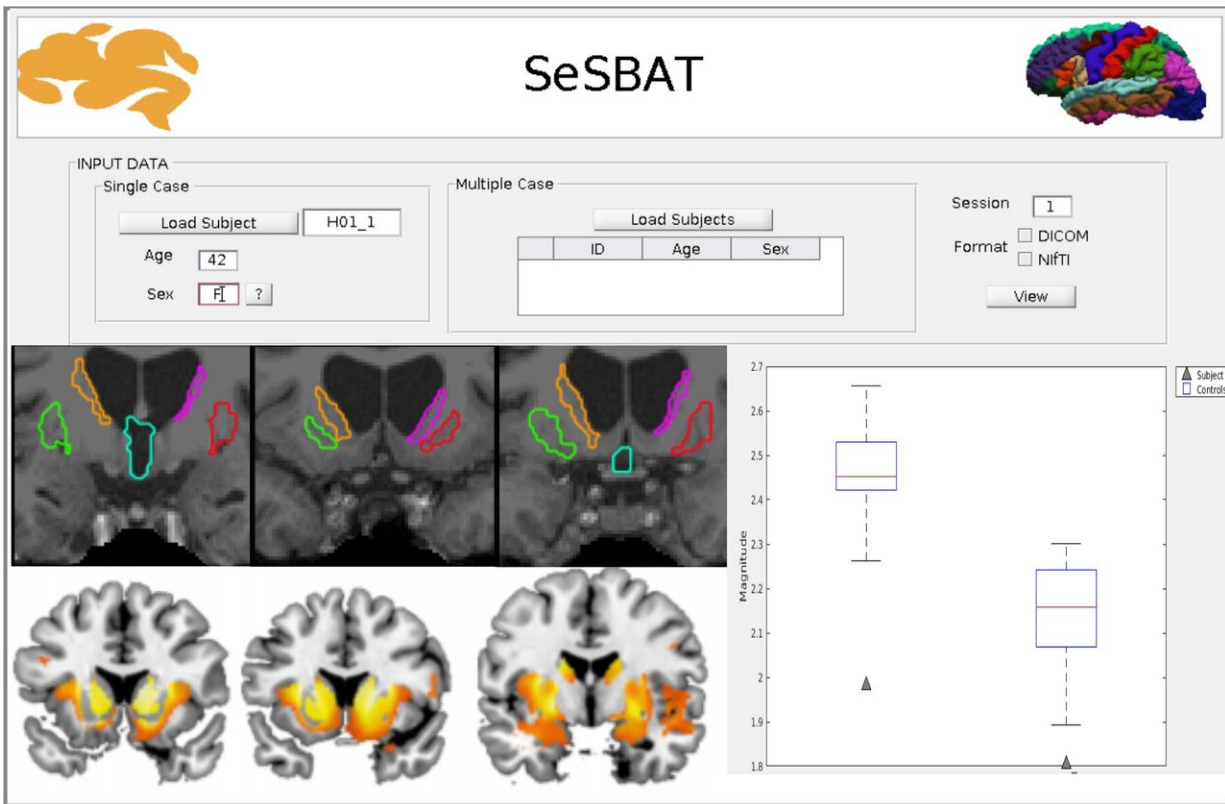 SeSBAT
INPUT DATA
Single Case
Load Subject H01_1
Age 42
Sex F ?
Multiple Case
Load Subjects
ID Age Sex
Session 1
Format DICOM
NIfTI
View
Subject
Controls
Magnitude
2.7
2.6
2.5
2.4
2.3
2.2
2.1
2
1.9
1.8